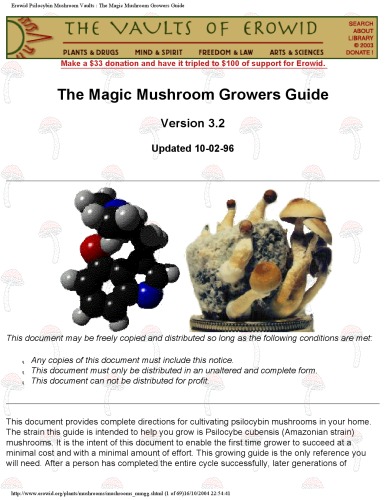 Erowid Psilocybin Mushroom Vaults : The Magic Mushroom Growers Guide
THE VAULTS OF EROWID
SEARCH
ABOUT
LIBRARY
© 2003
DONATE !
PLANTS & DRUGS MIND & SPIRIT FREEDOM & LAW ARTS & SCIENCES
Make a $33 donation and have it tripled to $100 of support for Erowid.
The Magic Mushroom Growers Guide
Version 3.2
Updated 10-02-96
This document may be freely copied and distributed so long as the following conditions are met:
Any copies of this document must include this notice.
This document must only be distributed in an unaltered and complete form.
This document can not be distributed for profit.
This document provides complete directions for cultivating psilocybin mushrooms in your home.
The strain this guide is intended to help you grow is Psilocybe cubensis (Amazonian strain)
mushrooms. It is the intent of this document to enable the first time grower to succeed at a
minimal cost and with a minimal amount of effort. This growing guide is the only reference you
will need. After a person has completed the entire cycle successfully, later generations of
http://www.erowid.org/plants/mushrooms/mushrooms_mmgg.shtml (1 of 69)16/10/2004 22:54:41